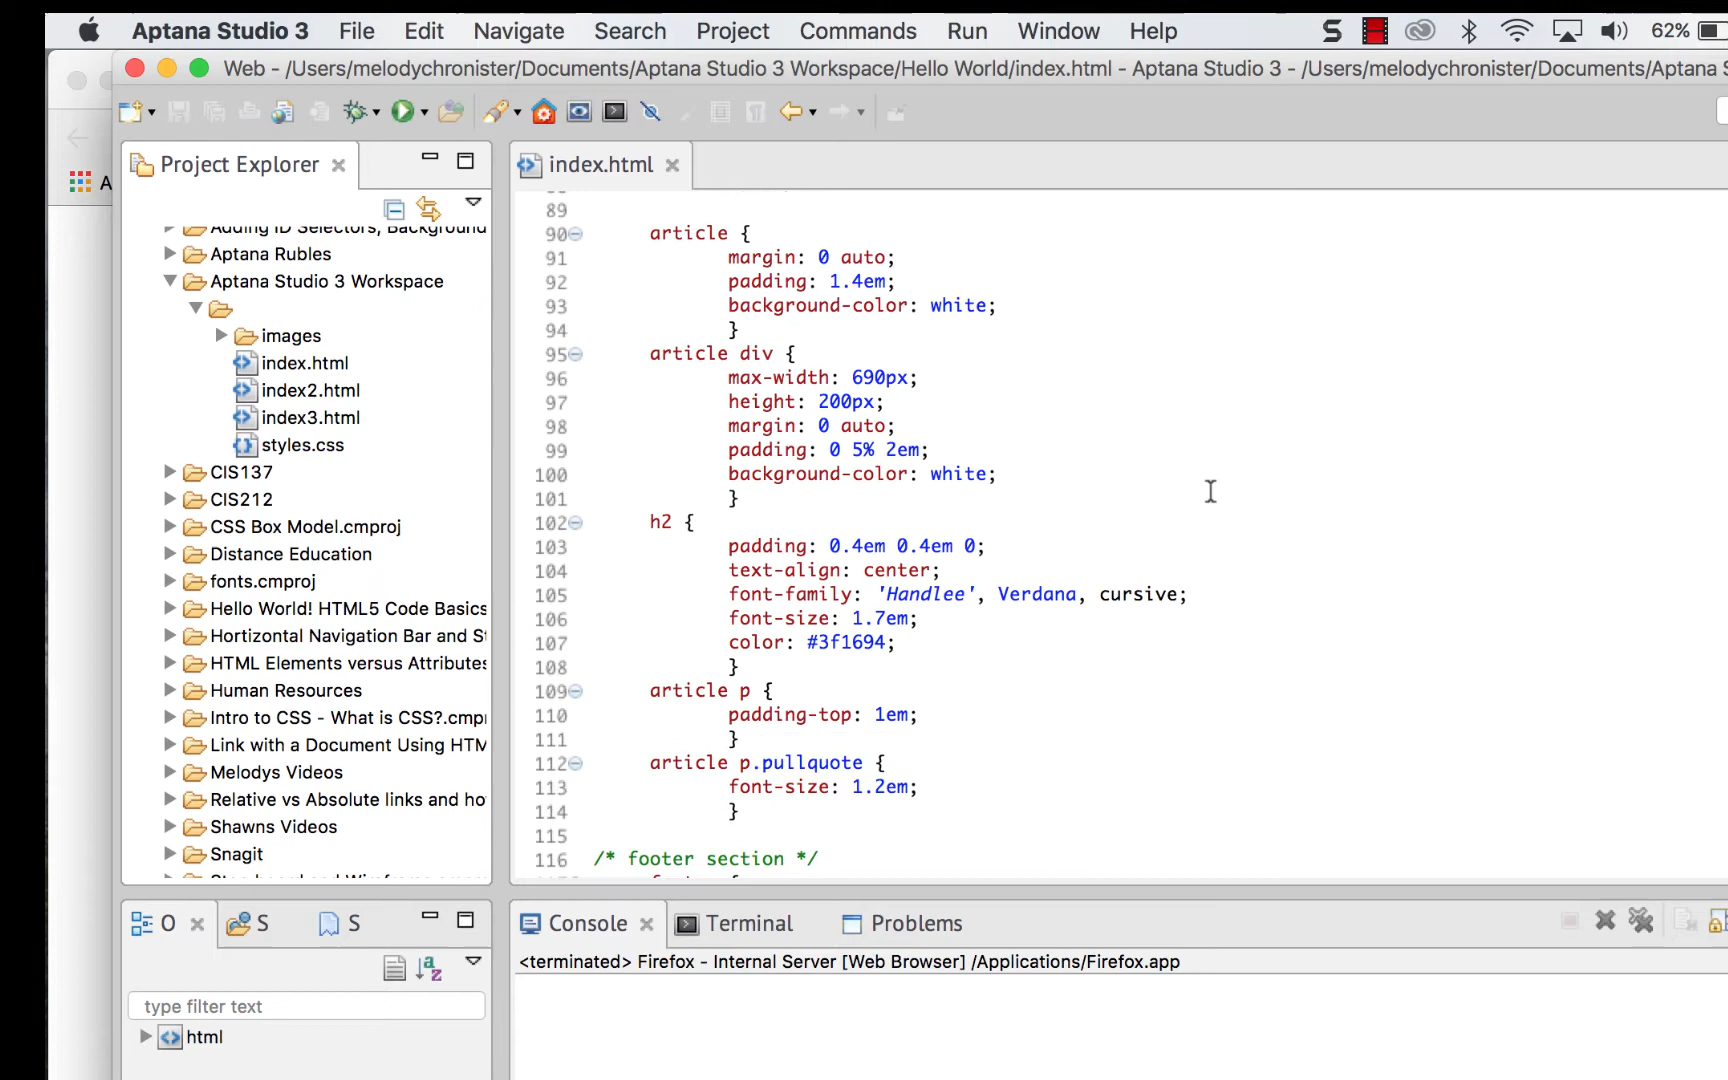 Aptana Studio 3 File Edit Navigate Search Project Commands Run Window Help 62%
Web - /Users/melodychronister/Documents/Aptana Studio 3 Workspace/Hello World/index.html - Aptana Studio 3 - /Users/melodychronister/Documents/Aptana S
Project Explorer
Adding ID Selectors, Background
Aptana Rubles
Aptana Studio 3 Workspace
images
index.html
index2.html
index3.html
styles.css
CIS137
CIS212
CSS Box Model.cmproj
Distance Education
fonts.cmproj
Hello World! HTML5 Code Basics
Hortizontal Navigation Bar and St
HTML Elements versus Attributes
Human Resources
Intro to CSS - What is CSS?.cmpr
Link with a Document Using HTM
Melodys Videos
Relative vs Absolute links and ho
Shawns Videos
Snagit
index.html
89
90 article {
91 margin: 0 auto;
92 padding: 1.4em;
93 background-color: white;
94 }
95 article div {
96 max-width: 690px;
97 height: 200px;
98 margin: 0 auto;
99 padding: 0 5% 2em;
100 background-color: white;
101 }
102 h2 {
103 padding: 0.4em 0.4em 0;
104 text-align: center;
105 font-family: 'Handlee', Verdana, cursive;
106 font-size: 1.7em;
107 color: #3f1694;
108 }
109 article p {
110 padding-top: 1em;
111 }
112 article p.pullquote {
113 font-size: 1.2em;
114 }
115
116 /* footer section */
O S S
type filter text
html
Console Terminal Problems
<terminated> Firefox - Internal Server [Web Browser] /Applications/Firefox.app